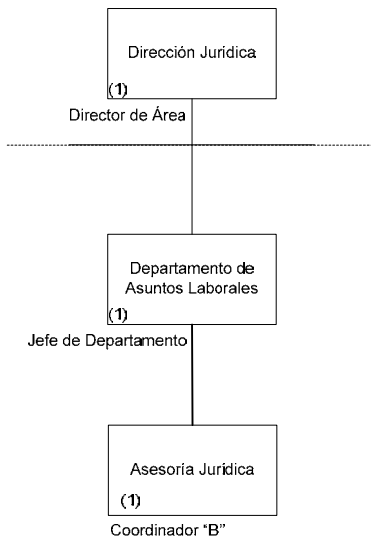 Dirección Jurídica
(1)
Director de Área
Departamento de
Asuntos Laborales
(1)
Jefe de Departamento
Asesoría Jurídica
(1)
Coordinador “B”